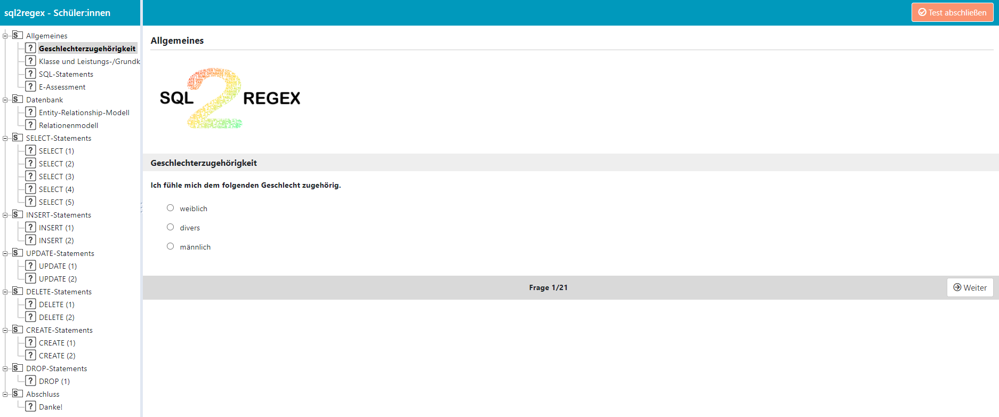 sql2regex - Schüler:innen
Test abschließen
Allgemeines
Geschlechterzugehörigkeit
Klasse und Leistungs-/Grundk
SQL-Statements
E-Assessment
Datenbank
Entity-Relationship-Modell
Relationenmodell
SELECT-Statements
SELECT (1)
SELECT (2)
SELECT (3)
SELECT (4)
SELECT (5)
INSERT-Statements
INSERT (1)
INSERT (2)
UPDATE-Statements
UPDATE (1)
UPDATE (2)
DELETE-Statements
DELETE (1)
DELETE (2)
CREATE-Statements
CREATE (1)
CREATE (2)
DROP-Statements
DROP (1)
Abschluss
Danke!
Allgemeines
SQL 2 REGEX
Geschlechterzugehörigkeit
Ich fühle mich dem folgenden Geschlecht zugehörig.
weiblich
divers
männlich
Frage 1/21
Weiter